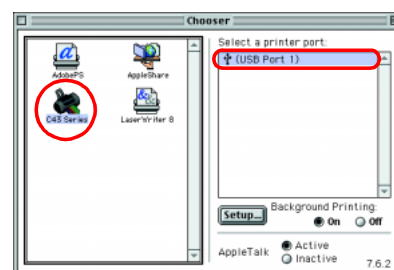 Chooser
AdobePS
AppleShare
C43 Series
LaserWriter 8
Select a printer port:
(USB Port 1)
Setup...
Background Printing:
On
Off
AppleTalk
Active
Inactive
7.6.2